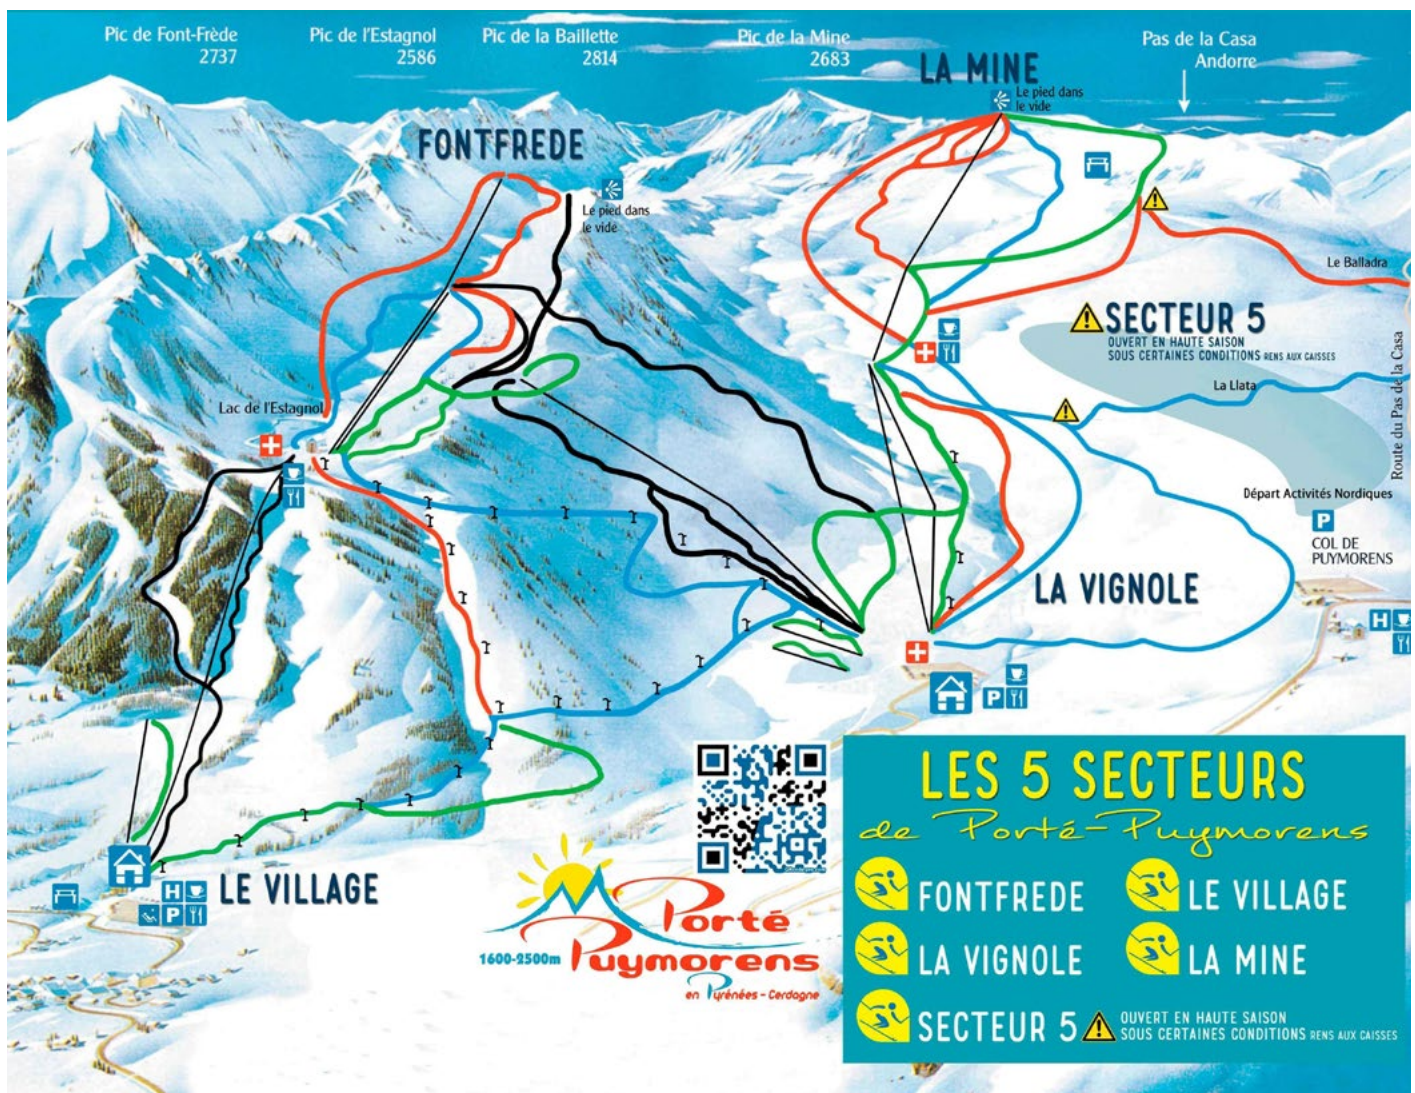 Pic de Font-Frède
2737
Pic de l'Estagnol
2586
Pic de la Baillette
2814
Pic de la Mine
2683
LA MINE
Pas de la Casa
Andorre
Le pied dans
le vide
FONTFREDE
Le pied dans
le vide
Le Balladra
SECTEUR 5
OUVERT EN HAUTE SAISON
SOUS CERTAINES CONDITIONS RENS AUX CAISSES
Route du Pas de la Casa
La Llata
Lac de l'Estagnol
Départ Activités Nordiques
P
COL DE
PUYMORENS
LA VIGNOLE
H
P
LE VILLAGE
H
P
1600-2500m
Porté
Puymorens
en Pyrénées - Cerdagne
LES 5 SECTEURS
de Porté-Puymorens
FONTFREDE
LE VILLAGE
LA VIGNOLE
LA MINE
SECTEUR 5
OUVERT EN HAUTE SAISON
SOUS CERTAINES CONDITIONS RENS AUX CAISSES